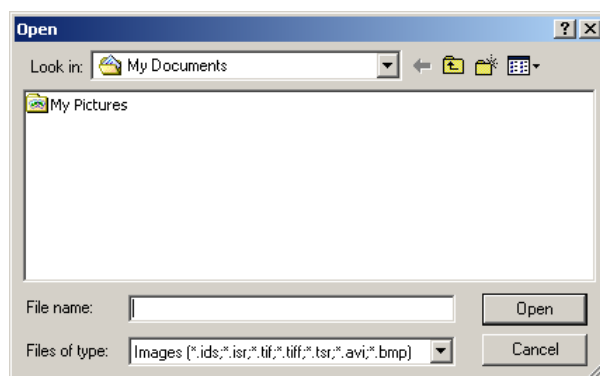 Open
Look in: My Documents
My Pictures
File name:
Open
Files of type: Images (*.ids;*.isr;*.tif;*.tiff;*.tsr;*.avi;*.bmp)
Cancel